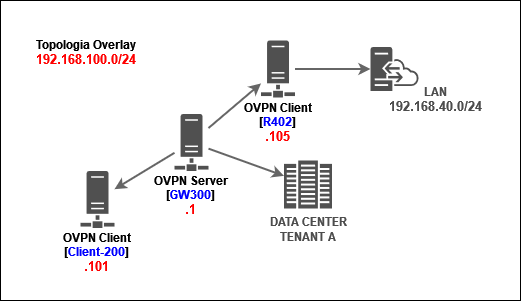 Topologia Overlay
192.168.100.0/24
OVPN Client
[R402]
.105
LAN
192.168.40.0/24
OVPN Server
[GW300]
.1
DATA CENTER
TENANT A
OVPN Client
[Client-200]
.101